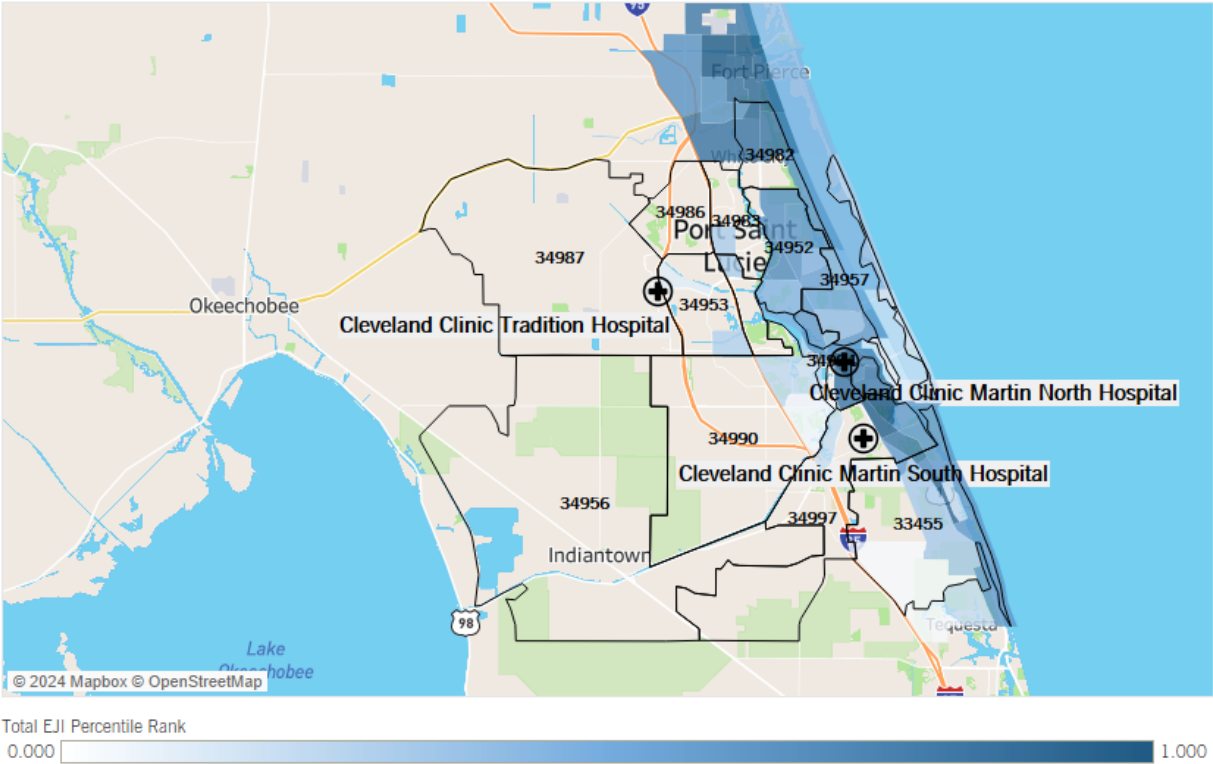 95
Fort Pierce
34982
34986
34983
Port Saint
Lucie
34952
34987
34957
Okeechobee
34953
Cleveland Clinic Tradition Hospital
Cleveland Clinic Martin North Hospital
34990
Cleveland Clinic Martin South Hospital
34956
34997
33455
Indiantown
98
Tequesta
Lake
Okeechobee
© 2024 Mapbox © OpenStreetMap
Total EJI Percentile Rank
0.000
1.000